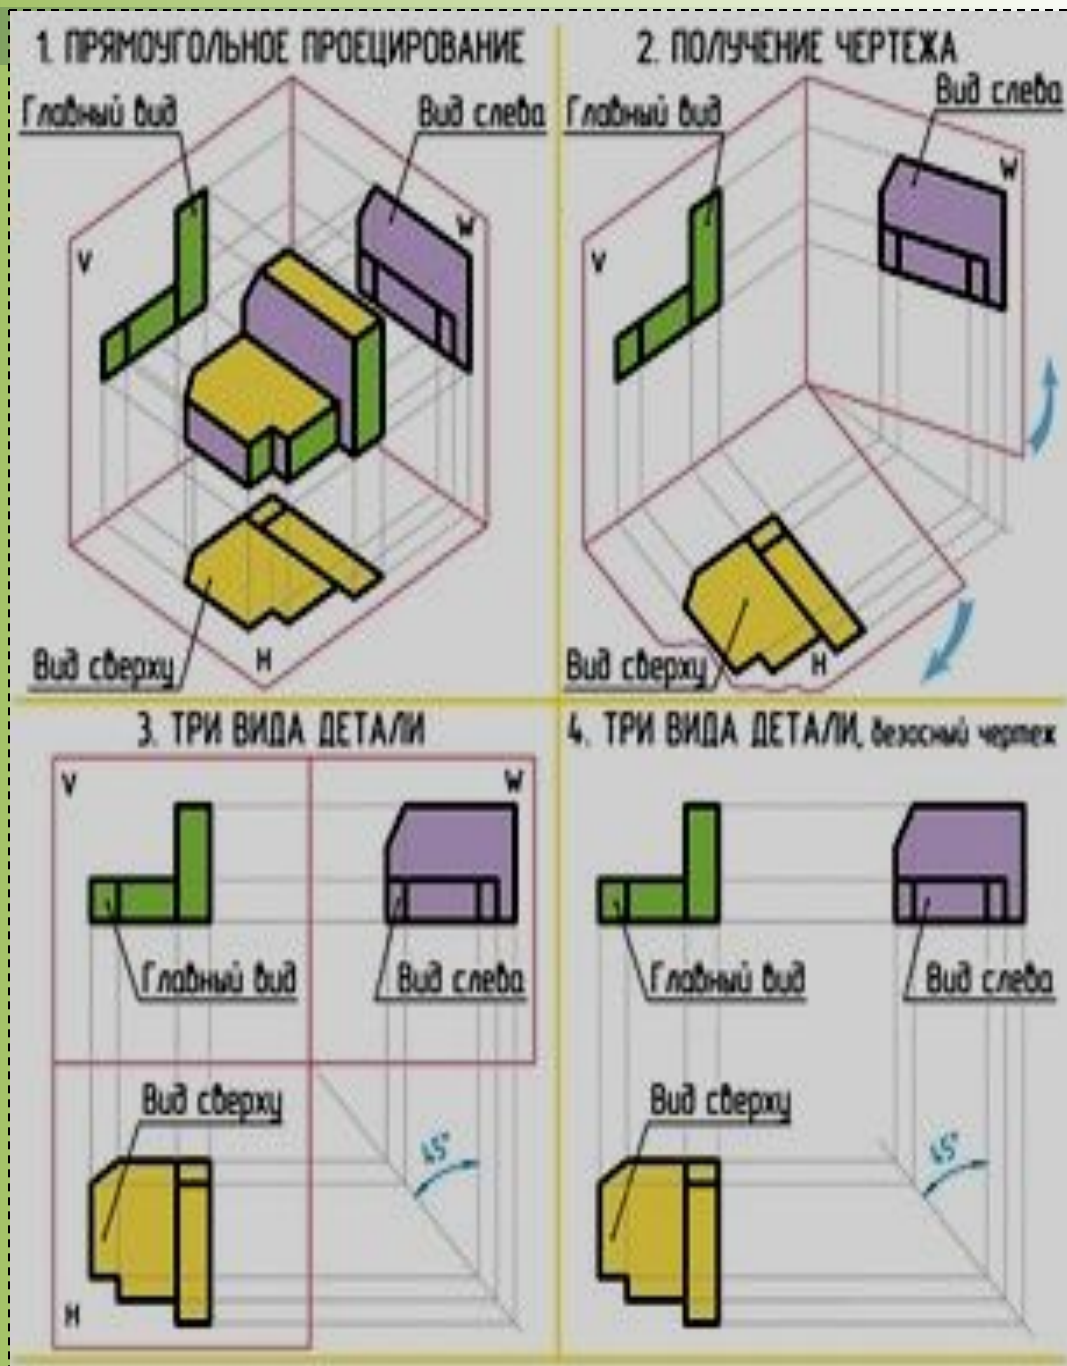 1. ПРЯМОУГОЛЬНОЕ ПРОЕЦИРОВАНИЕ
Главный вид
Вид слева
V
W
Вид сверху
H
2. ПОЛУЧЕНИЕ ЧЕРТЕЖА
Главный вид
Вид слева
V
W
Вид сверху
H
3. ТРИ ВИДА ДЕТАЛИ
V
W
Главный вид
Вид слева
Вид сверху
45°
H
4. ТРИ ВИДА ДЕТАЛИ, безосный чертеж
Главный вид
Вид слева
Вид сверху
45°